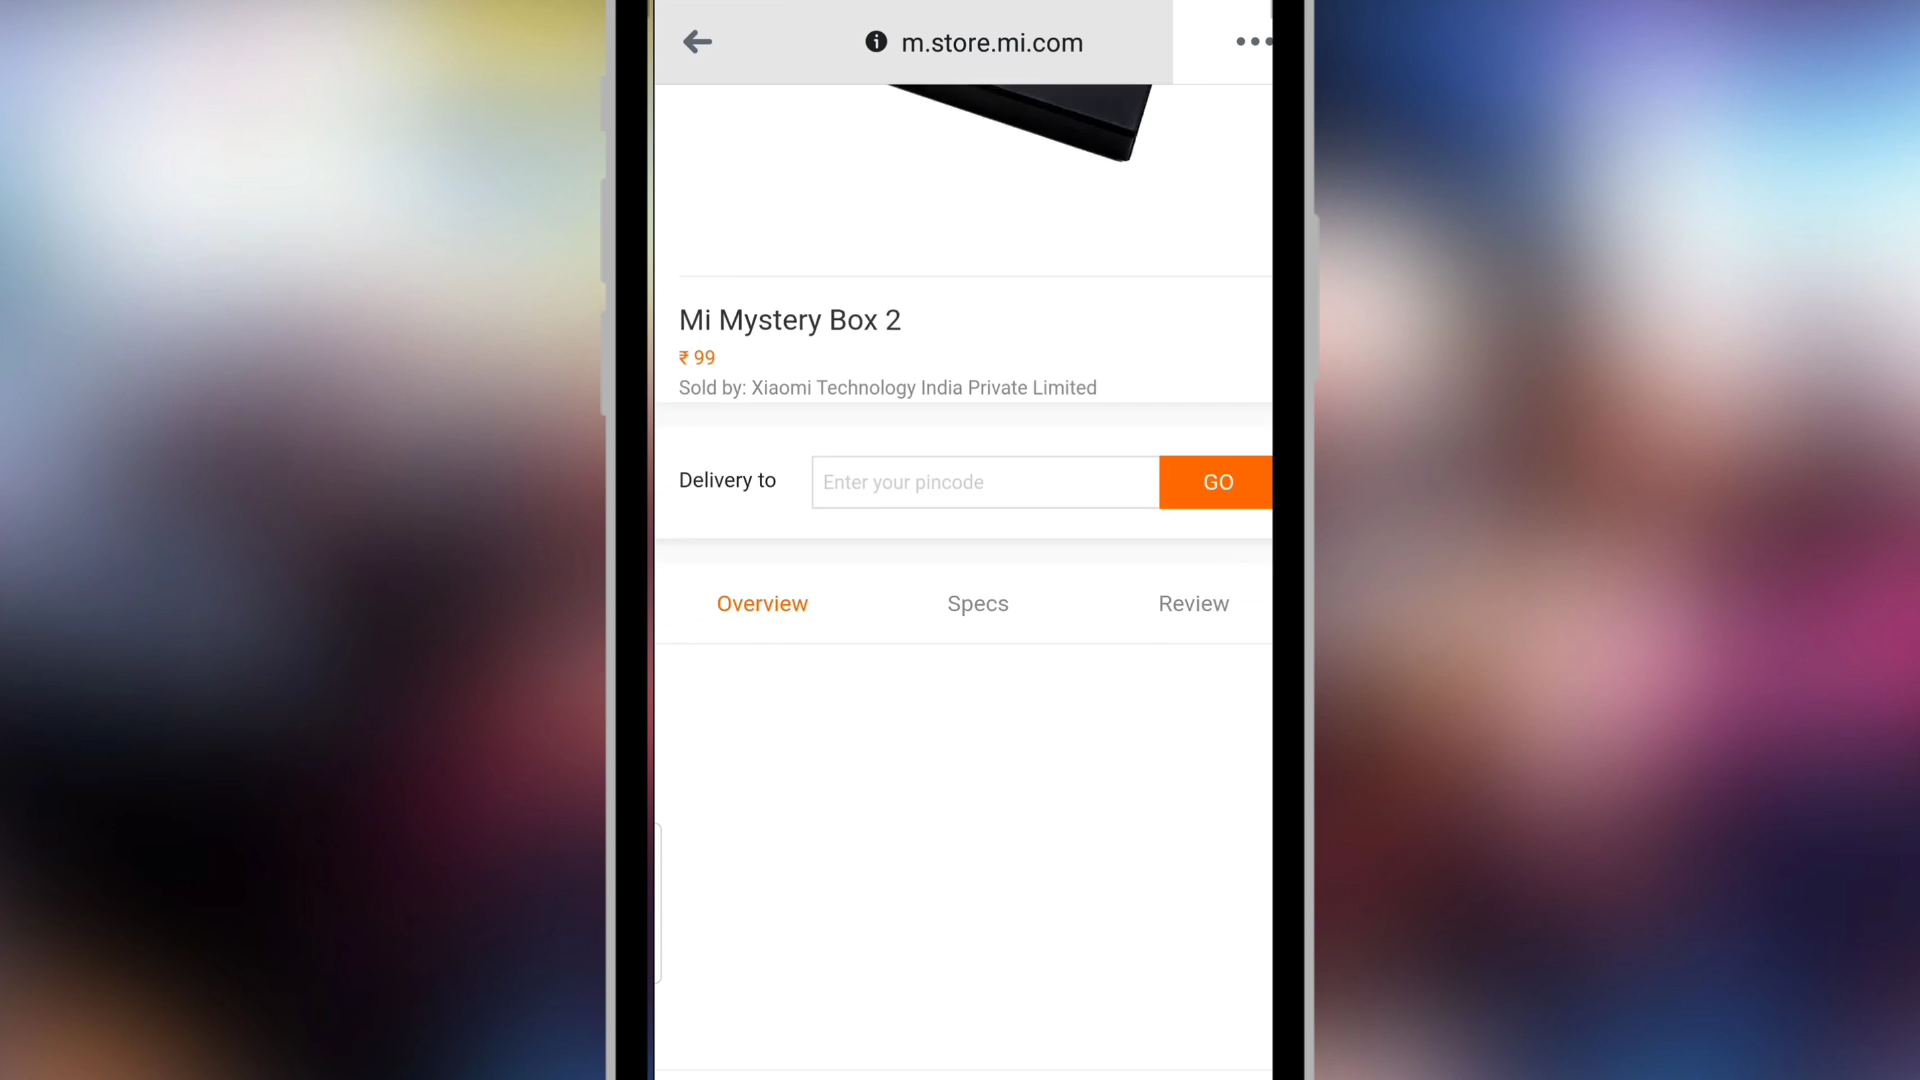 m.store.mi.com
Mi Mystery Box 2
₹ 99
Sold by: Xiaomi Technology India Private Limited
Delivery to
Enter your pincode
GO
Overview
Specs
Review